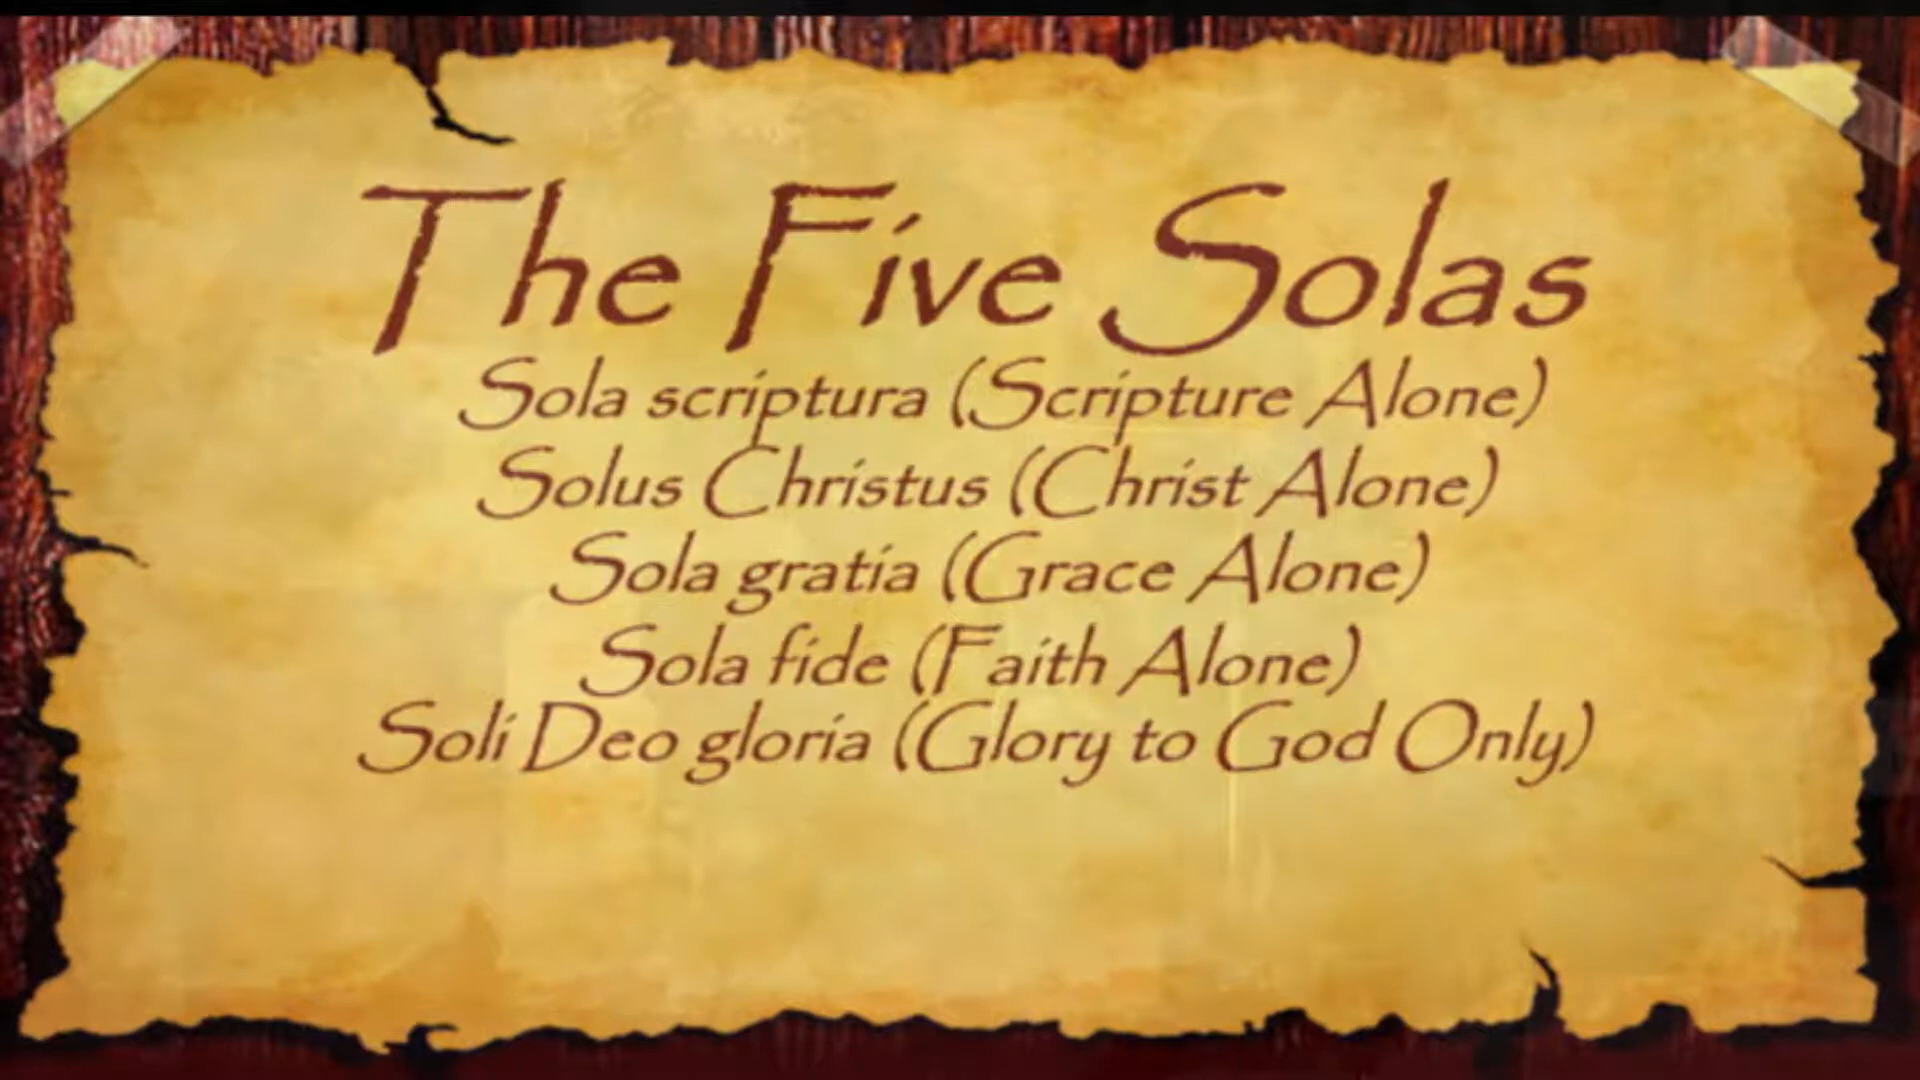 The Five Solas
Sola scriptura (Scripture Alone)
Solus Christus (Christ Alone)
Sola gratia (Grace Alone)
Sola fide (Faith Alone)
Soli Deo gloria (Glory to God Only)